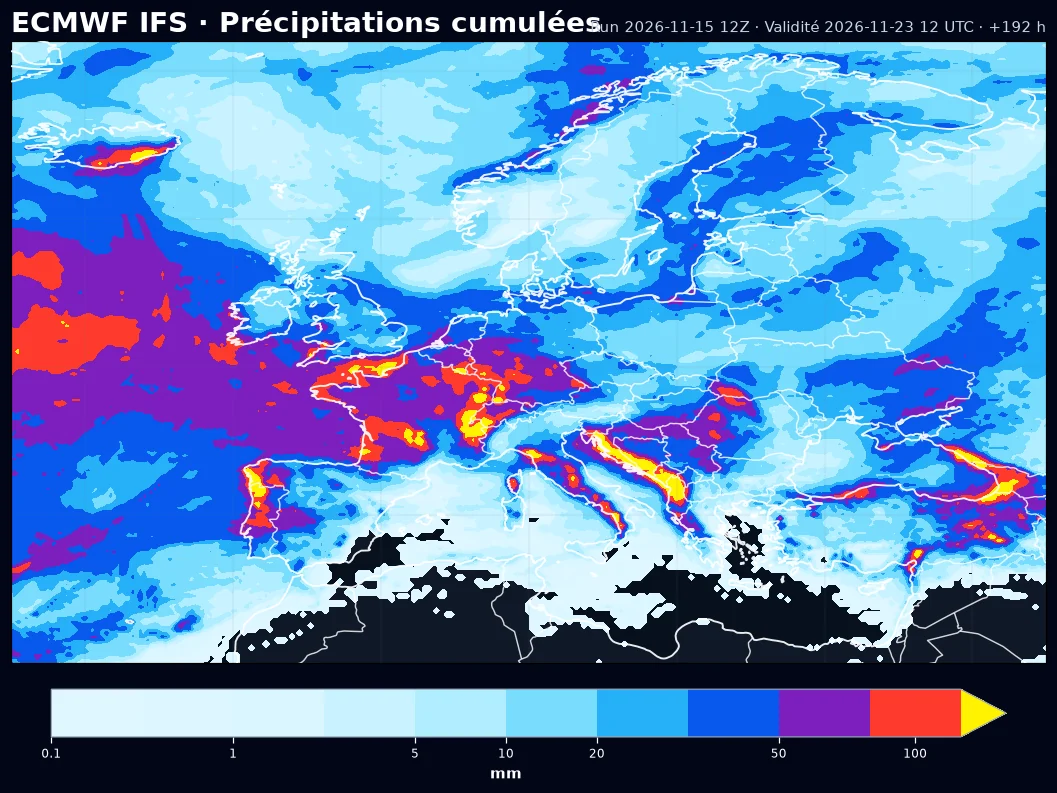 ECMWF IFS · Précipitations cumulées
Run 2026-11-15 12Z · Validité 2026-11-23 12 UTC · +192 h
0.1 1 5 10 20 50 100
mm